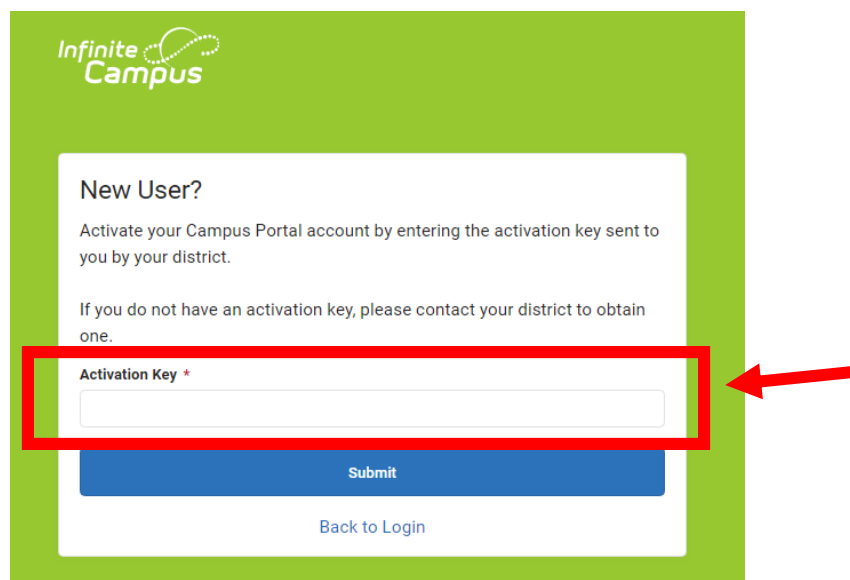 Infinite
Campus
New User?
Activate your Campus Portal account by entering the activation key sent to
you by your district.
If you do not have an activation key, please contact your district to obtain
one.
Activation Key *
Submit
Back to Login